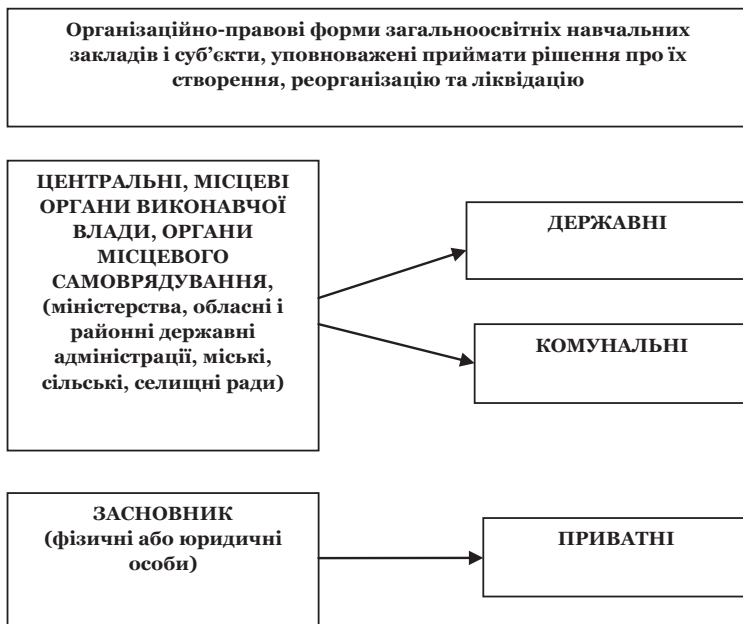 Організаційно-правові форми загальноосвітніх навчальних
закладів і суб’єкти, уповноважені приймати рішення про їх
створення, реорганізацію та ліквідацію
ЦЕНТРАЛЬНІ, МІСЦЕВІ
ОРГАНИ ВИКОНАВЧОЇ
ВЛАДИ, ОРГАНИ
МІСЦЕВОГО
САМОВРЯДУВАННЯ,
(міністерства, обласні і
районні державні
адміністрації, міські,
сільські, селищні ради)
ДЕРЖАВНІ
КОМУНАЛЬНІ
ЗАСНОВНИК
(фізичні або юридичні
особи)
ПРИВАТНІ